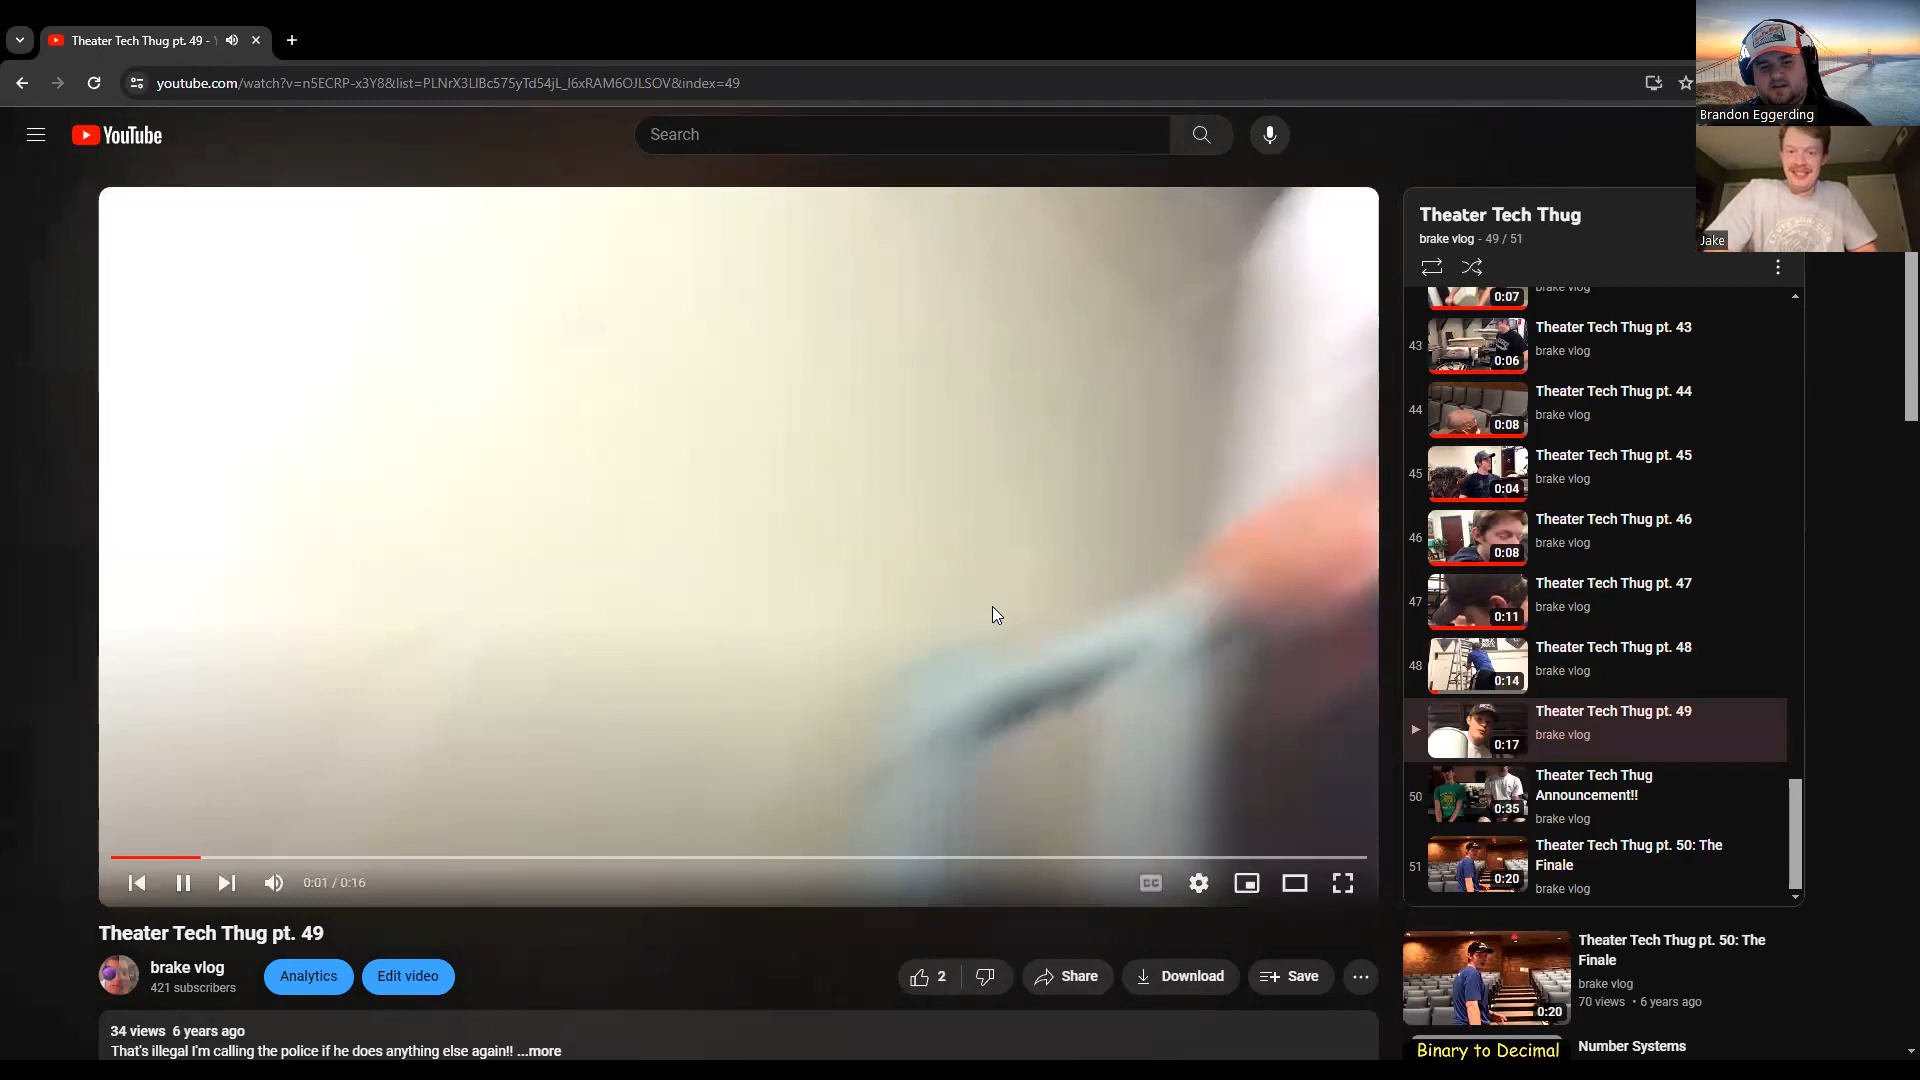 Theater Tech Thug pt. 49 -
youtube.com/watch?v=n5ECRP-x3Y8&list=PLNrX3LIBc575yTd54jL_I6xRAM6OJLSOV&index=49
Brandon Eggerding
YouTube
Search
Jake
Theater Tech Thug
brake vlog - 49 / 51
0:07
brake vlog
43
Theater Tech Thug pt. 43
brake vlog
0:06
44
Theater Tech Thug pt. 44
brake vlog
0:08
45
Theater Tech Thug pt. 45
brake vlog
0:04
46
Theater Tech Thug pt. 46
brake vlog
0:08
47
Theater Tech Thug pt. 47
brake vlog
0:11
48
Theater Tech Thug pt. 48
brake vlog
0:14
Theater Tech Thug pt. 49
brake vlog
0:17
50
Theater Tech Thug
Announcement!!
brake vlog
0:35
51
Theater Tech Thug pt. 50: The
Finale
brake vlog
0:20
0:01 / 0:16
CC
Theater Tech Thug pt. 49
brake vlog
421 subscribers
Analytics
Edit video
2
Share
Download
Save
34 views 6 years ago
That's illegal I'm calling the police if he does anything else again!! ...more
Theater Tech Thug pt. 50: The
Finale
brake vlog
70 views • 6 years ago
0:20
Binary to Decimal
Number Systems